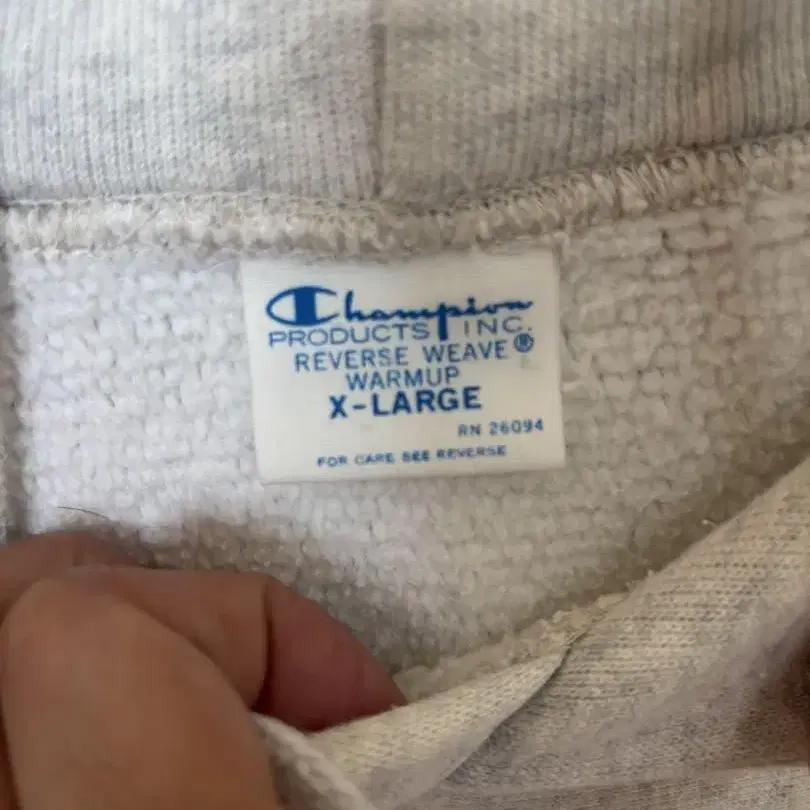 Champion
PRODUCTS INC.
REVERSE WEAVE®
WARMUP
X-LARGE
RN 26094
FOR CARE SEE REVERSE